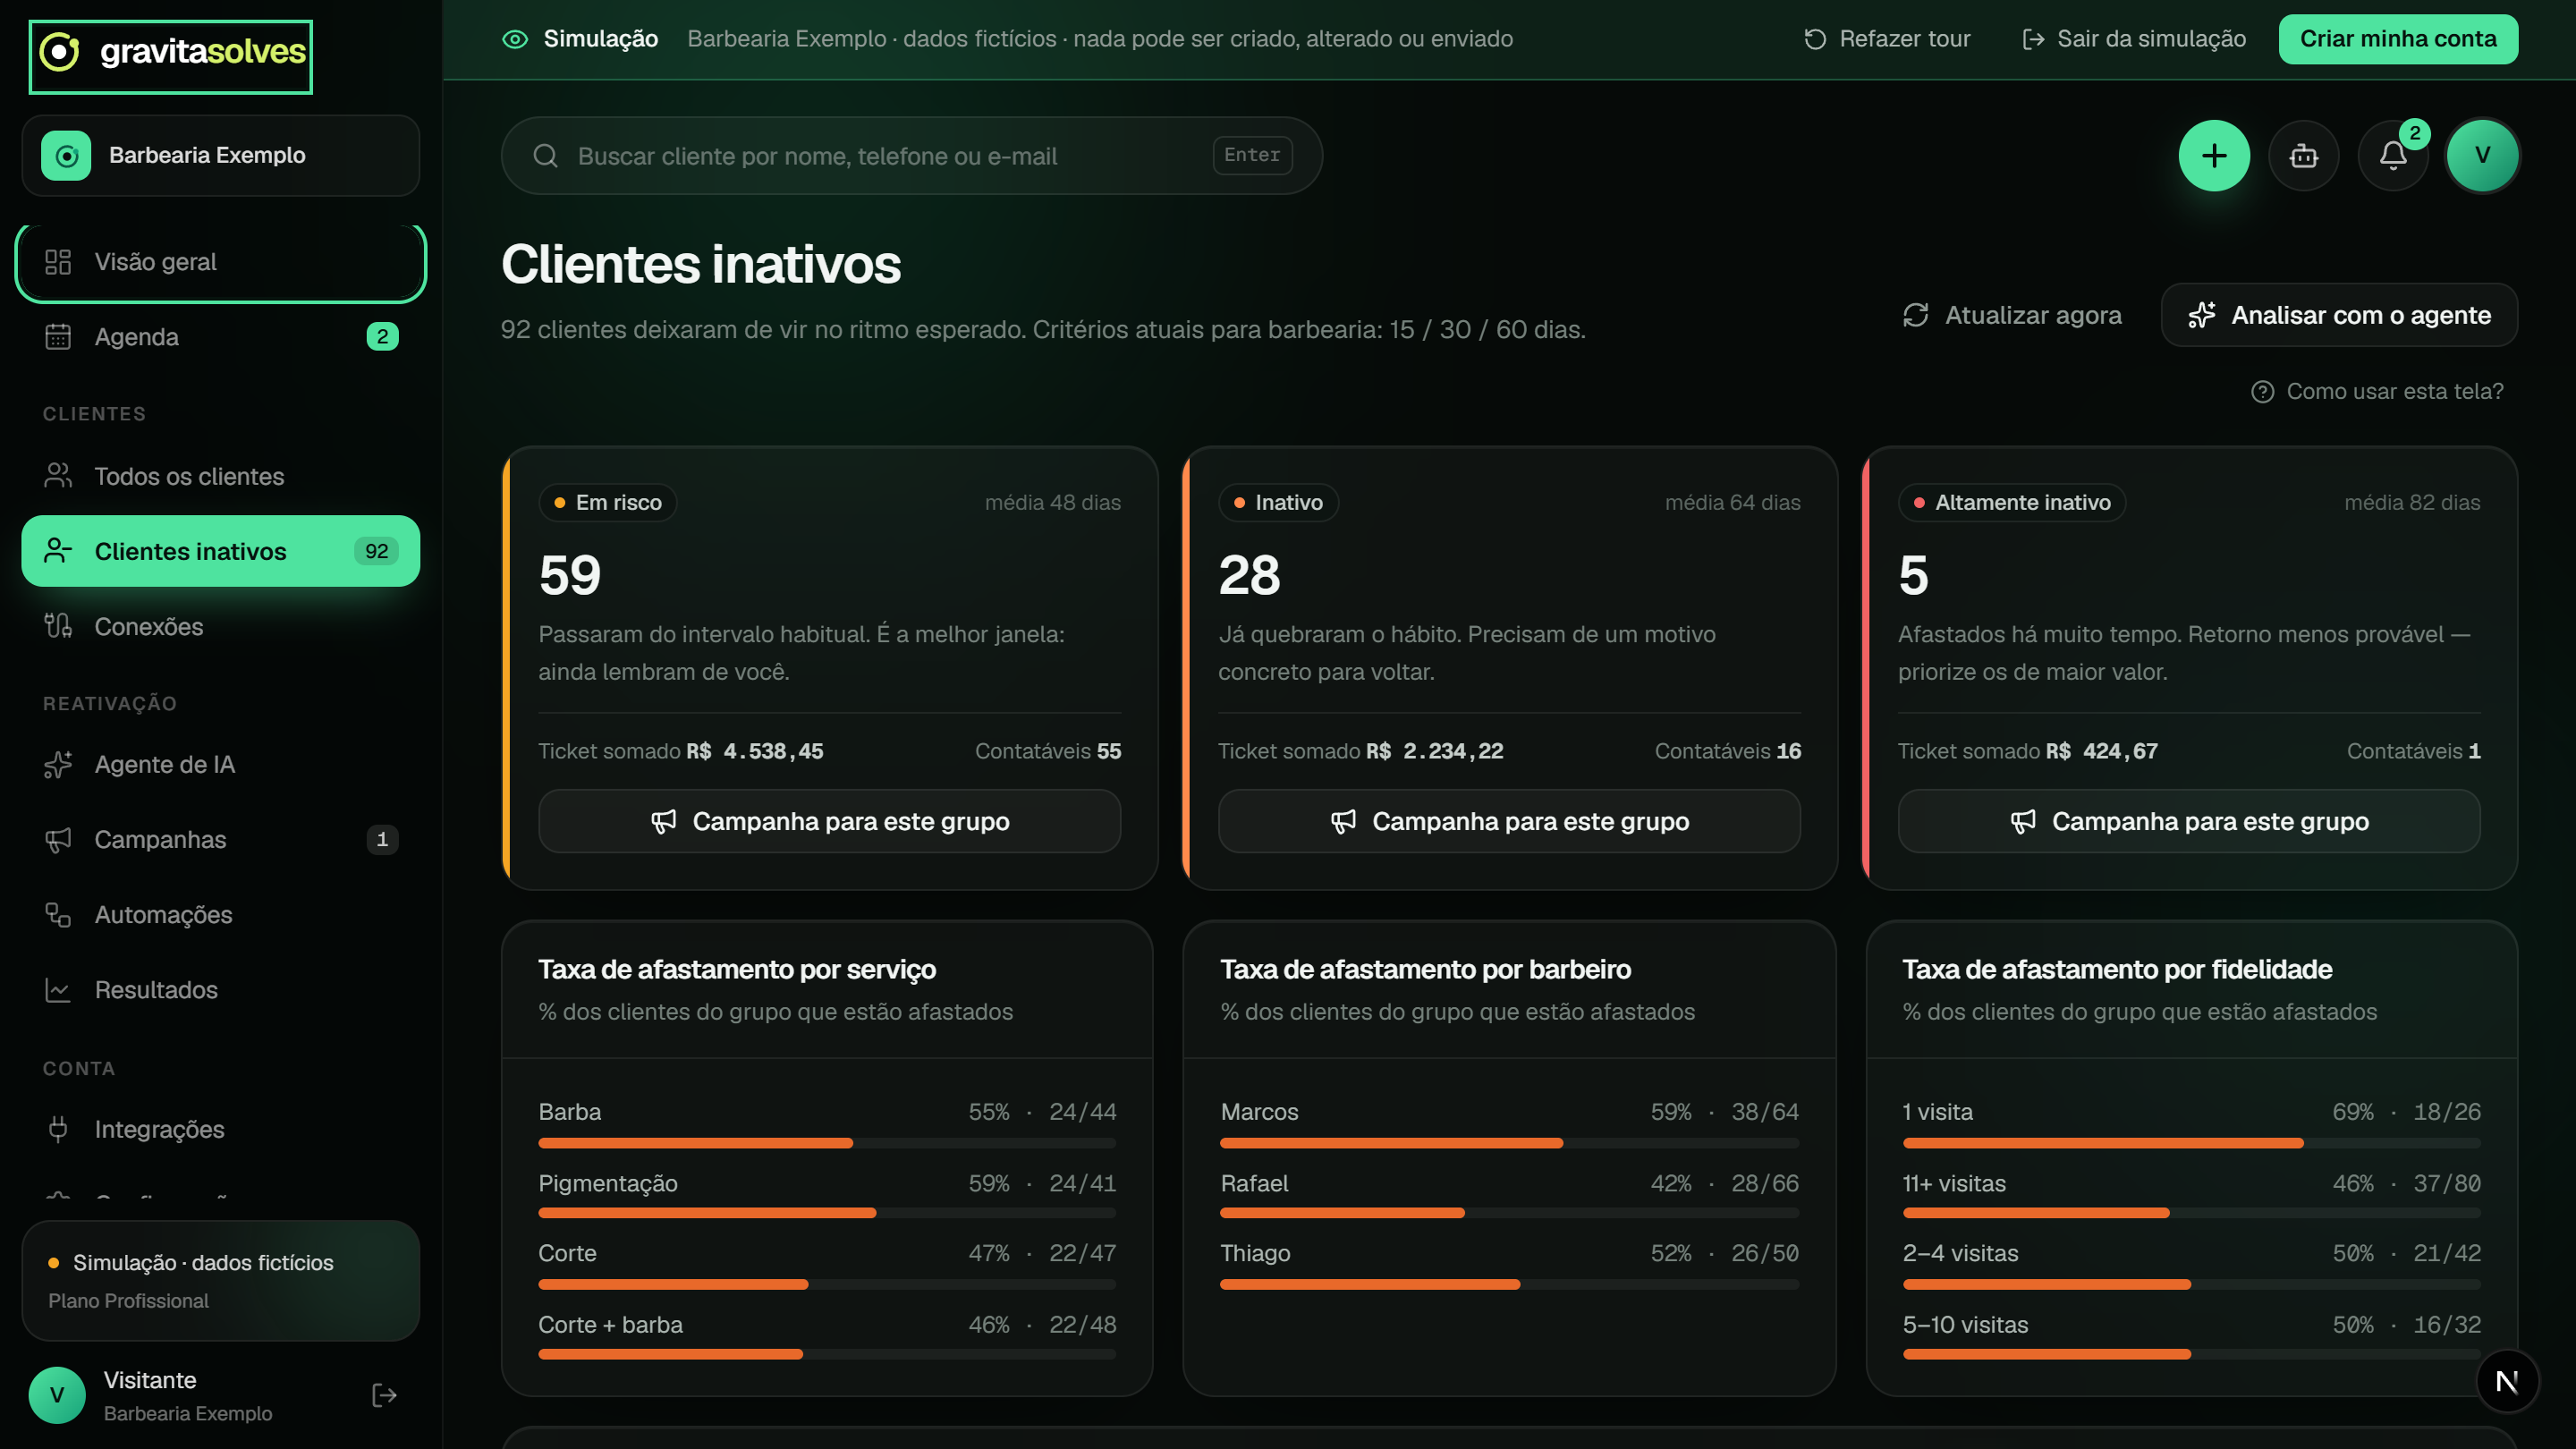 gravitasolves
Simulação Barbearia Exemplo · dados fictícios · nada pode ser criado, alterado ou enviado
Refazer tour
Sair da simulação
Criar minha conta
Barbearia Exemplo
Buscar cliente por nome, telefone ou e-mail
Enter
2
V
Visão geral
Agenda 2
CLIENTES
Todos os clientes
Clientes inativos 92
Conexões
REATIVAÇÃO
Agente de IA
Campanhas 1
Automações
Resultados
CONTA
Integrações
Simulação · dados fictícios
Plano Profissional
V
Visitante
Barbearia Exemplo
Clientes inativos
92 clientes deixaram de vir no ritmo esperado. Critérios atuais para barbearia: 15 / 30 / 60 dias.
Atualizar agora
Analisar com o agente
Como usar esta tela?
Em risco média 48 dias
59
Passaram do intervalo habitual. É a melhor janela:
ainda lembram de você.
Ticket somado R$ 4.538,45 Contatáveis 55
Campanha para este grupo
Inativo média 64 dias
28
Já quebraram o hábito. Precisam de um motivo
concreto para voltar.
Ticket somado R$ 2.234,22 Contatáveis 16
Campanha para este grupo
Altamente inativo média 82 dias
5
Afastados há muito tempo. Retorno menos provável —
priorize os de maior valor.
Ticket somado R$ 424,67 Contatáveis 1
Campanha para este grupo
Taxa de afastamento por serviço
% dos clientes do grupo que estão afastados
Barba 55% · 24/44
Pigmentação 59% · 24/41
Corte 47% · 22/47
Corte + barba 46% · 22/48
Taxa de afastamento por barbeiro
% dos clientes do grupo que estão afastados
Marcos 59% · 38/64
Rafael 42% · 28/66
Thiago 52% · 26/50
Taxa de afastamento por fidelidade
% dos clientes do grupo que estão afastados
1 visita 69% · 18/26
11+ visitas 46% · 37/80
2–4 visitas 50% · 21/42
5–10 visitas 50% · 16/32
N